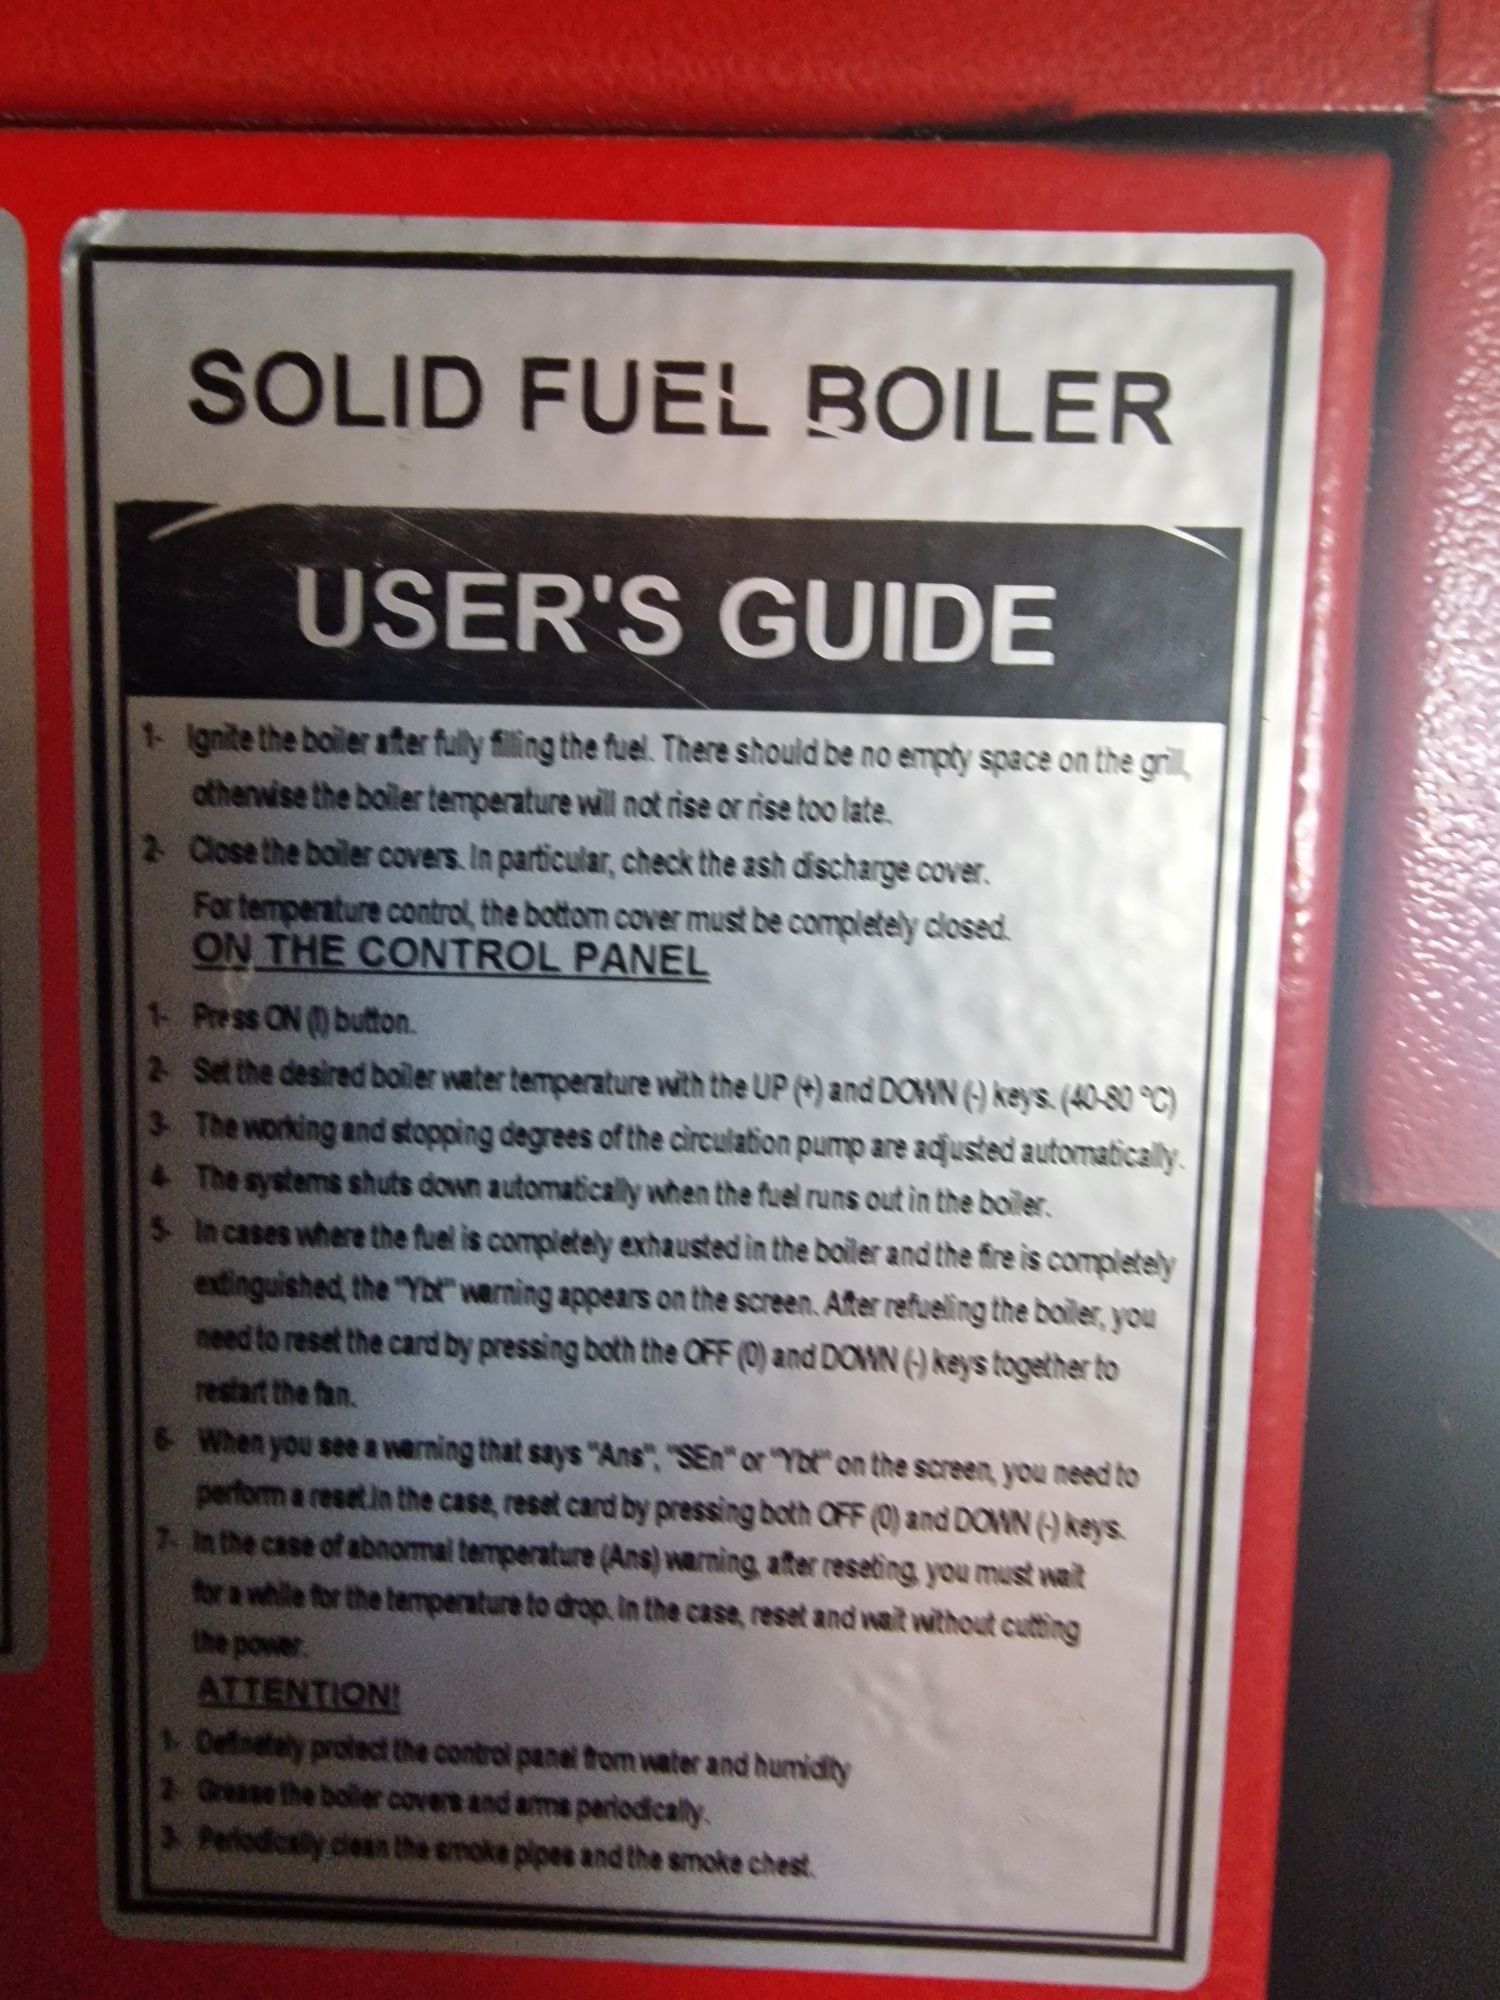 SOLID FUEL BOILER
USER'S GUIDE
1- Ignite the boiler after fully filling the fuel. There should be no empty space on the grill,
otherwise the boiler temperature will not rise or rise too late.
2- Close the boiler covers. In particular, check the ash discharge cover.
For temperature control, the bottom cover must be completely closed.
ON THE CONTROL PANEL
1- Press ON (I) button.
2- Set the desired boiler water temperature with the UP (+) and DOWN (-) keys. (40-80 °C)
3- The working and stopping degrees of the circulation pump are adjusted automatically.
4- The systems shuts down automatically when the fuel runs out in the boiler.
5- In cases where the fuel is completely exhausted in the boiler and the fire is completely
extinguished, the "Ybt" warning appears on the screen. After refueling the boiler, you
need to reset the card by pressing both the OFF (0) and DOWN (-) keys together to
restart the fan.
6- When you see a warning that says "Ans", "SEn" or "Ybt" on the screen, you need to
perform a reset.In the case, reset card by pressing both OFF (0) and DOWN (-) keys.
7- In the case of abnormal temperature (Ans) warning, after reseting, you must wait
for a while for the temperature to drop. In the case, reset and wait without cutting
the power.
ATTENTION!
1- Definetely protect the control panel from water and humidity
2- Grease the boiler covers and arms periodically.
3- Periodically clean the smoke pipes and the smoke chest.